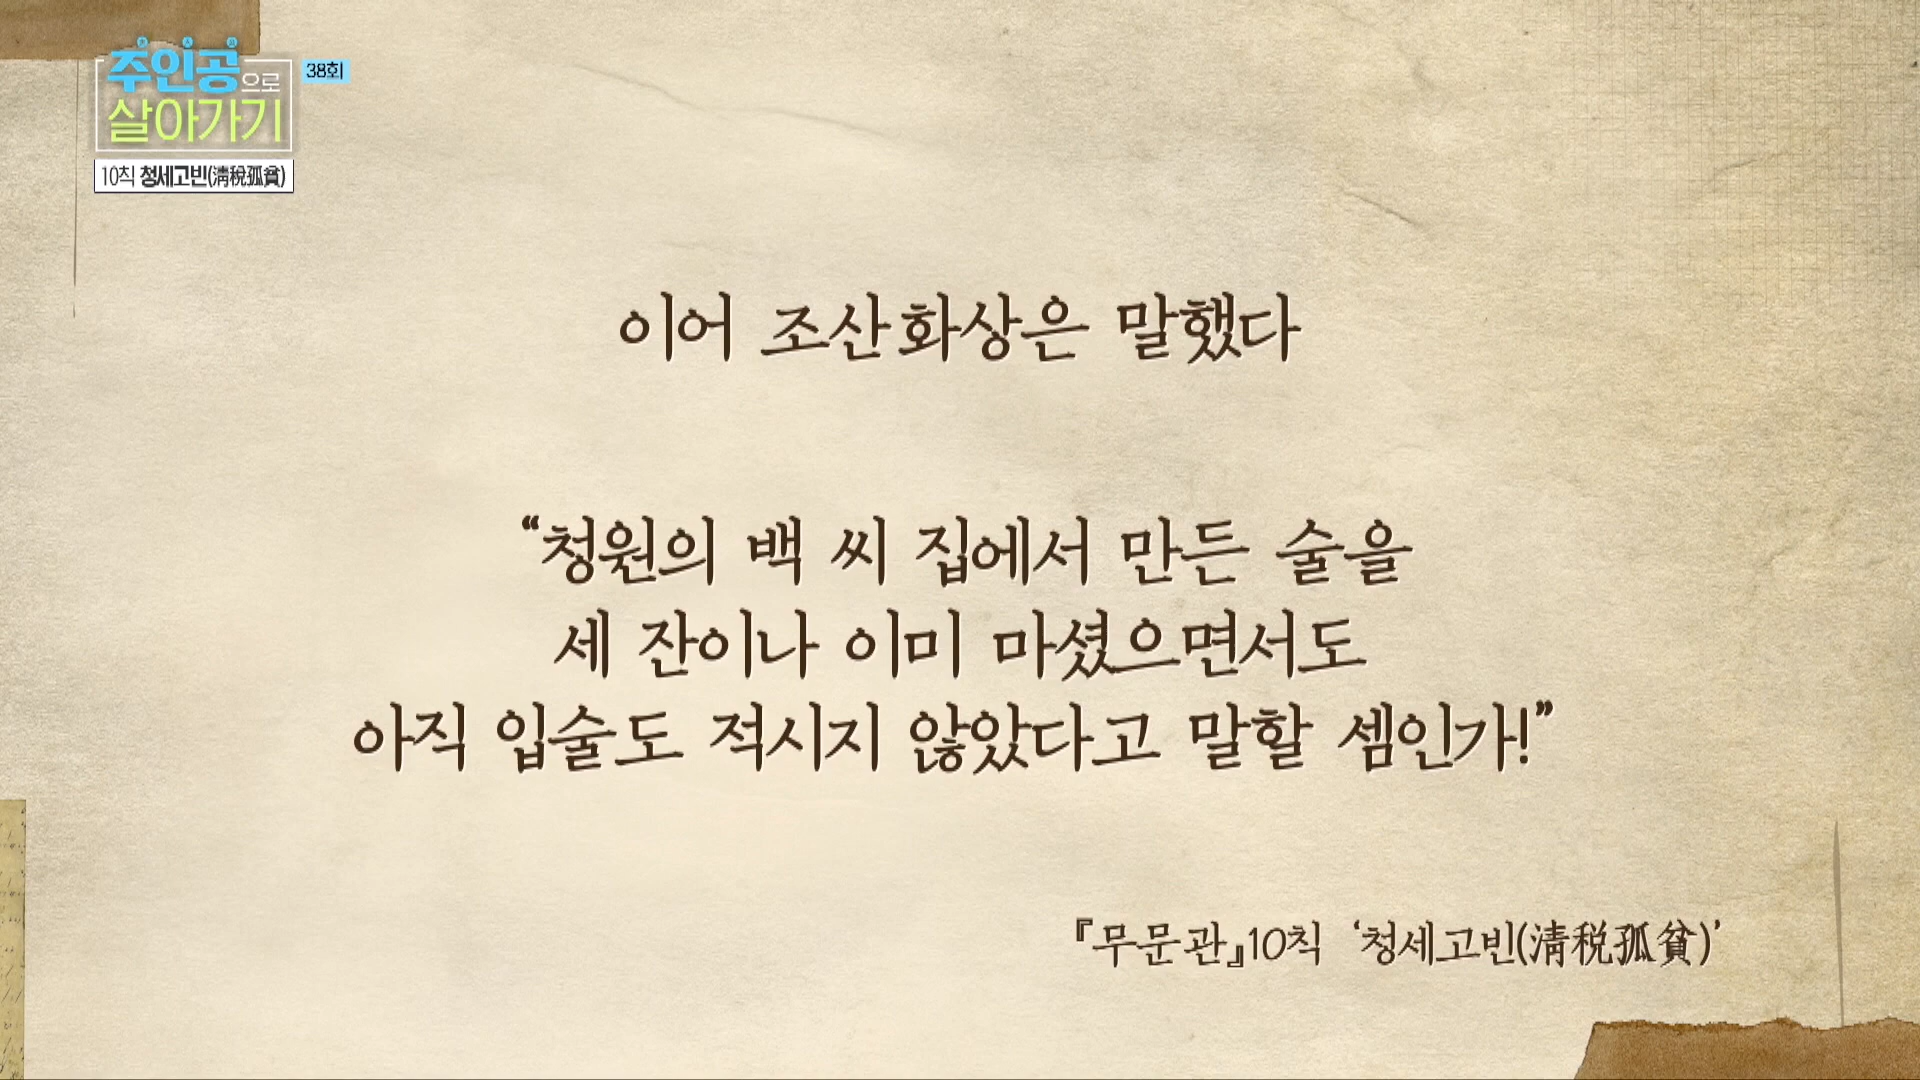 주인공으로
살아가기
38회
10칙 청세고빈(淸稅孤貧)
이어 조산화상은 말했다
“청원의 백 씨 집에서 만든 술을
세 잔이나 이미 마셨으면서도
아직 입술도 적시지 않았다고 말할 셈인가!”
『무문관』10칙 ‘청세고빈(淸稅孤貧)’